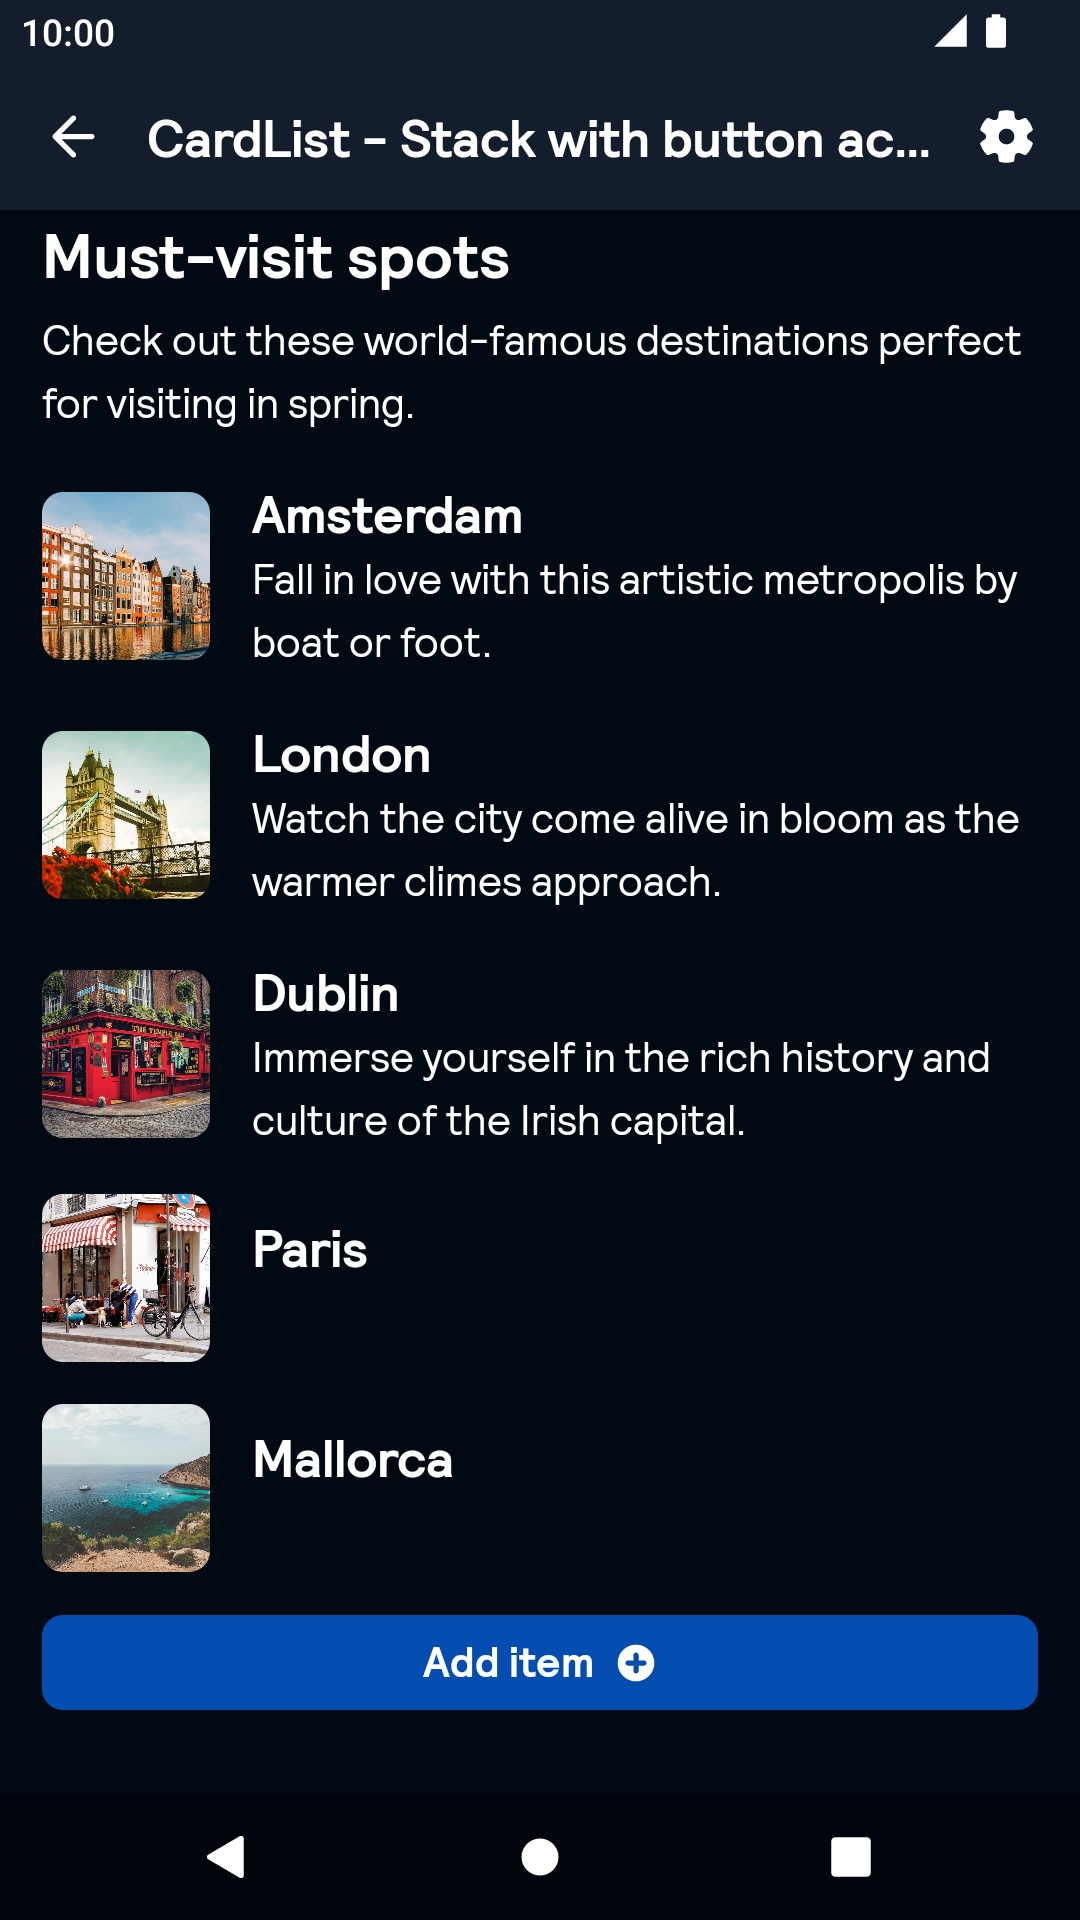 10:00
CardList - Stack with button ac...
Must-visit spots
Check out these world-famous destinations perfect
for visiting in spring.
Amsterdam
Fall in love with this artistic metropolis by
boat or foot.
London
Watch the city come alive in bloom as the
warmer climes approach.
Dublin
Immerse yourself in the rich history and
culture of the Irish capital.
THE TEMPLE BAR
Paris
Mallorca
Add item